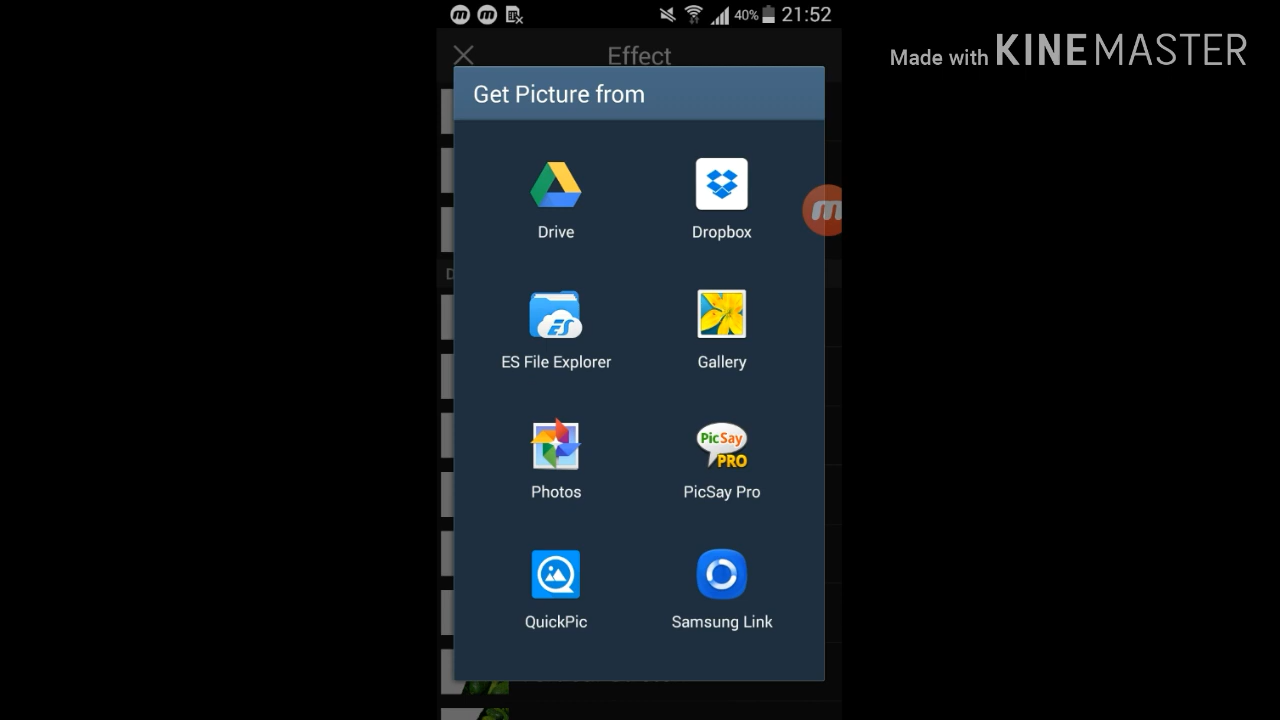 40% 21:52
Made with KINEMASTER
Effect
Get Picture from
Drive
Dropbox
ES
ES File Explorer
Gallery
PicSay
PRO
Photos
PicSay Pro
QuickPic
Samsung Link